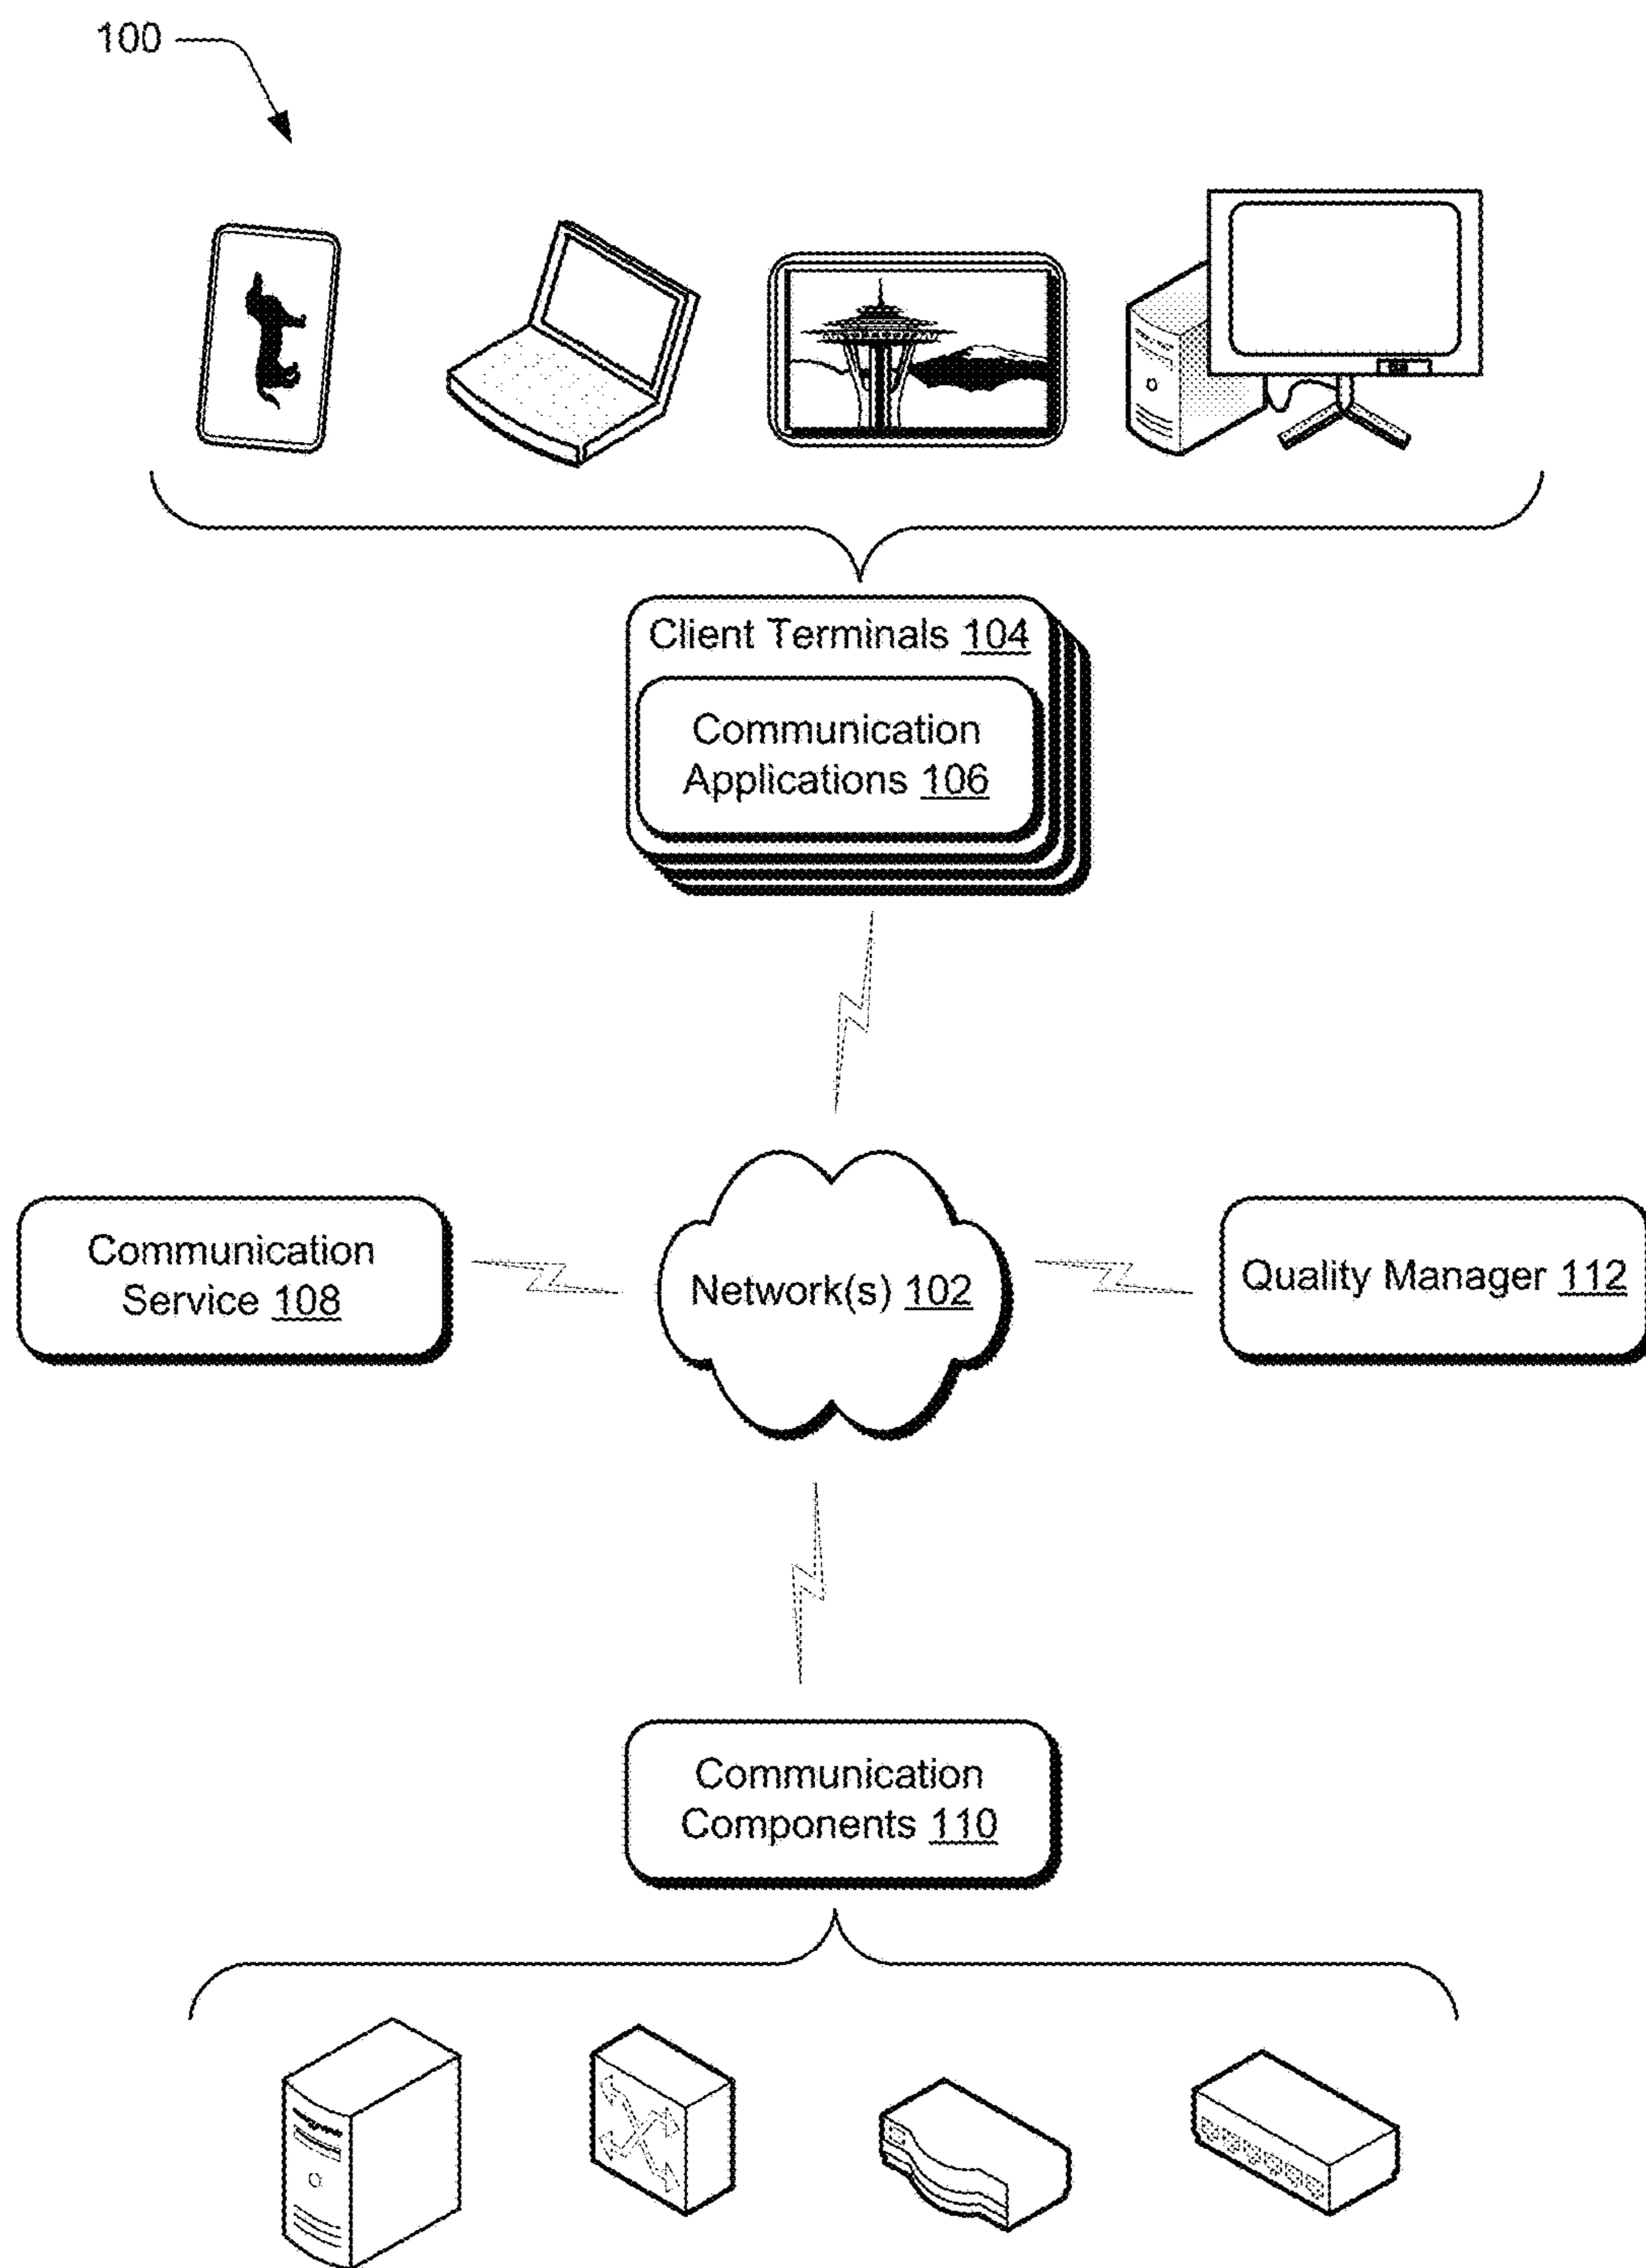 100
Client Terminals 104
Communication
Applications 106
Communication
Service 108
Network(s) 102
Quality Manager 112
Communication
Components 110